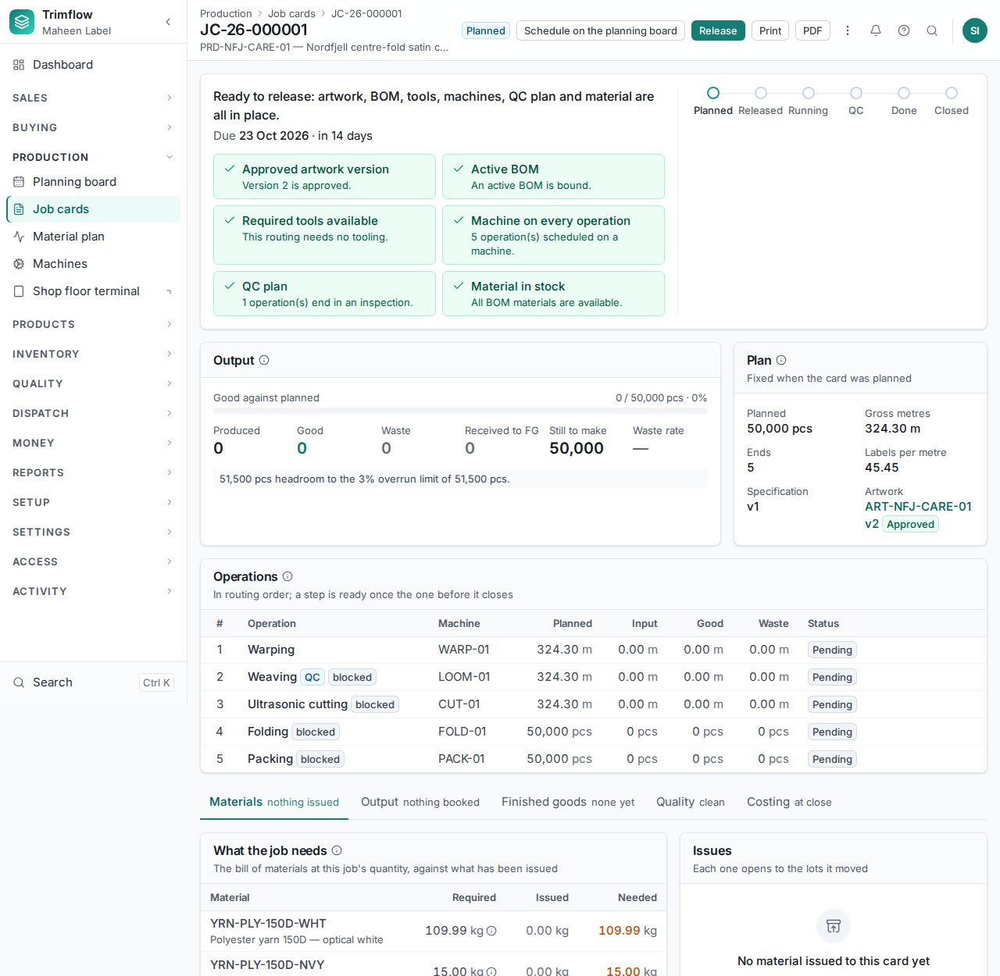 Trimflow
Maheen Label
Dashboard
SALES
BUYING
PRODUCTION
Planning board
Job cards
Material plan
Machines
Shop floor terminal
PRODUCTS
INVENTORY
QUALITY
DISPATCH
MONEY
REPORTS
SETUP
SETTINGS
ACCESS
ACTIVITY
Search Ctrl K
Production > Job cards > JC-26-000001
JC-26-000001
PRD-NFJ-CARE-01 — Nordfjell centre-fold satin c...
Planned Schedule on the planning board Release Print PDF SI
Ready to release: artwork, BOM, tools, machines, QC plan and material are
all in place.
Due 23 Oct 2026 · in 14 days
Approved artwork version
Version 2 is approved.
Active BOM
An active BOM is bound.
Required tools available
This routing needs no tooling.
Machine on every operation
5 operation(s) scheduled on a
machine.
QC plan
1 operation(s) end in an inspection.
Material in stock
All BOM materials are available.
Planned Released Running QC Done Closed
Output
Good against planned 0 / 50,000 pcs · 0%
Produced Good Waste Received to FG Still to make Waste rate
0 0 0 0 50,000 —
51,500 pcs headroom to the 3% overrun limit of 51,500 pcs.
Plan
Fixed when the card was planned
Planned Gross metres
50,000 pcs 324.30 m
Ends Labels per metre
5 45.45
Specification Artwork
v1 ART-NFJ-CARE-01
v2 Approved
Operations
In routing order; a step is ready once the one before it closes
# Operation Machine Planned Input Good Waste Status
1 Warping WARP-01 324.30 m 0.00 m 0.00 m 0.00 m Pending
2 Weaving QC blocked LOOM-01 324.30 m 0.00 m 0.00 m 0.00 m Pending
3 Ultrasonic cutting blocked CUT-01 324.30 m 0.00 m 0.00 m 0.00 m Pending
4 Folding blocked FOLD-01 50,000 pcs 0 pcs 0 pcs 0 pcs Pending
5 Packing blocked PACK-01 50,000 pcs 0 pcs 0 pcs 0 pcs Pending
Materials nothing issued Output nothing booked Finished goods none yet Quality clean Costing at close
What the job needs
The bill of materials at this job's quantity, against what has been issued
Material Required Issued Needed
YRN-PLY-150D-WHT
Polyester yarn 150D — optical white
109.99 kg 0.00 kg 109.99 kg
YRN-PLY-150D-NVY
15.00 kg 0.00 kg 15.00 kg
Issues
Each one opens to the lots it moved
No material issued to this card yet